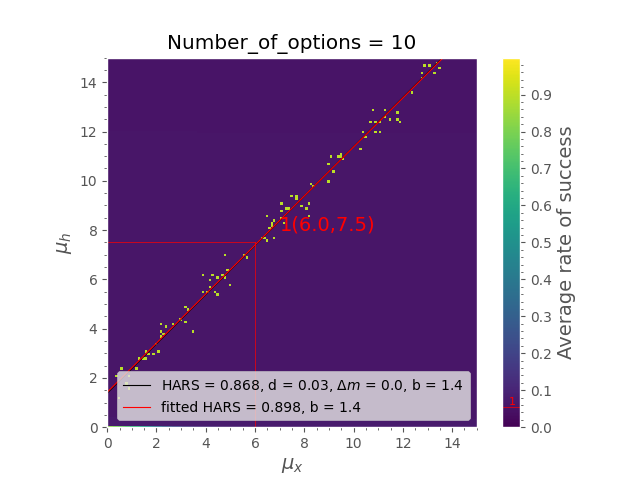 Number_of_options = 10
14
12
10
8
6
4
2
0
μh
1(6.0,7.5)
HARS = 0.868, d = 0.03, Δm = 0.0, b = 1.4
fitted HARS = 0.898, b = 1.4
0 2 4 6 8 10 12 14
μx
0.9
0.8
0.7
0.6
0.5
0.4
0.3
0.2
0.1
0.0
1
Average rate of success